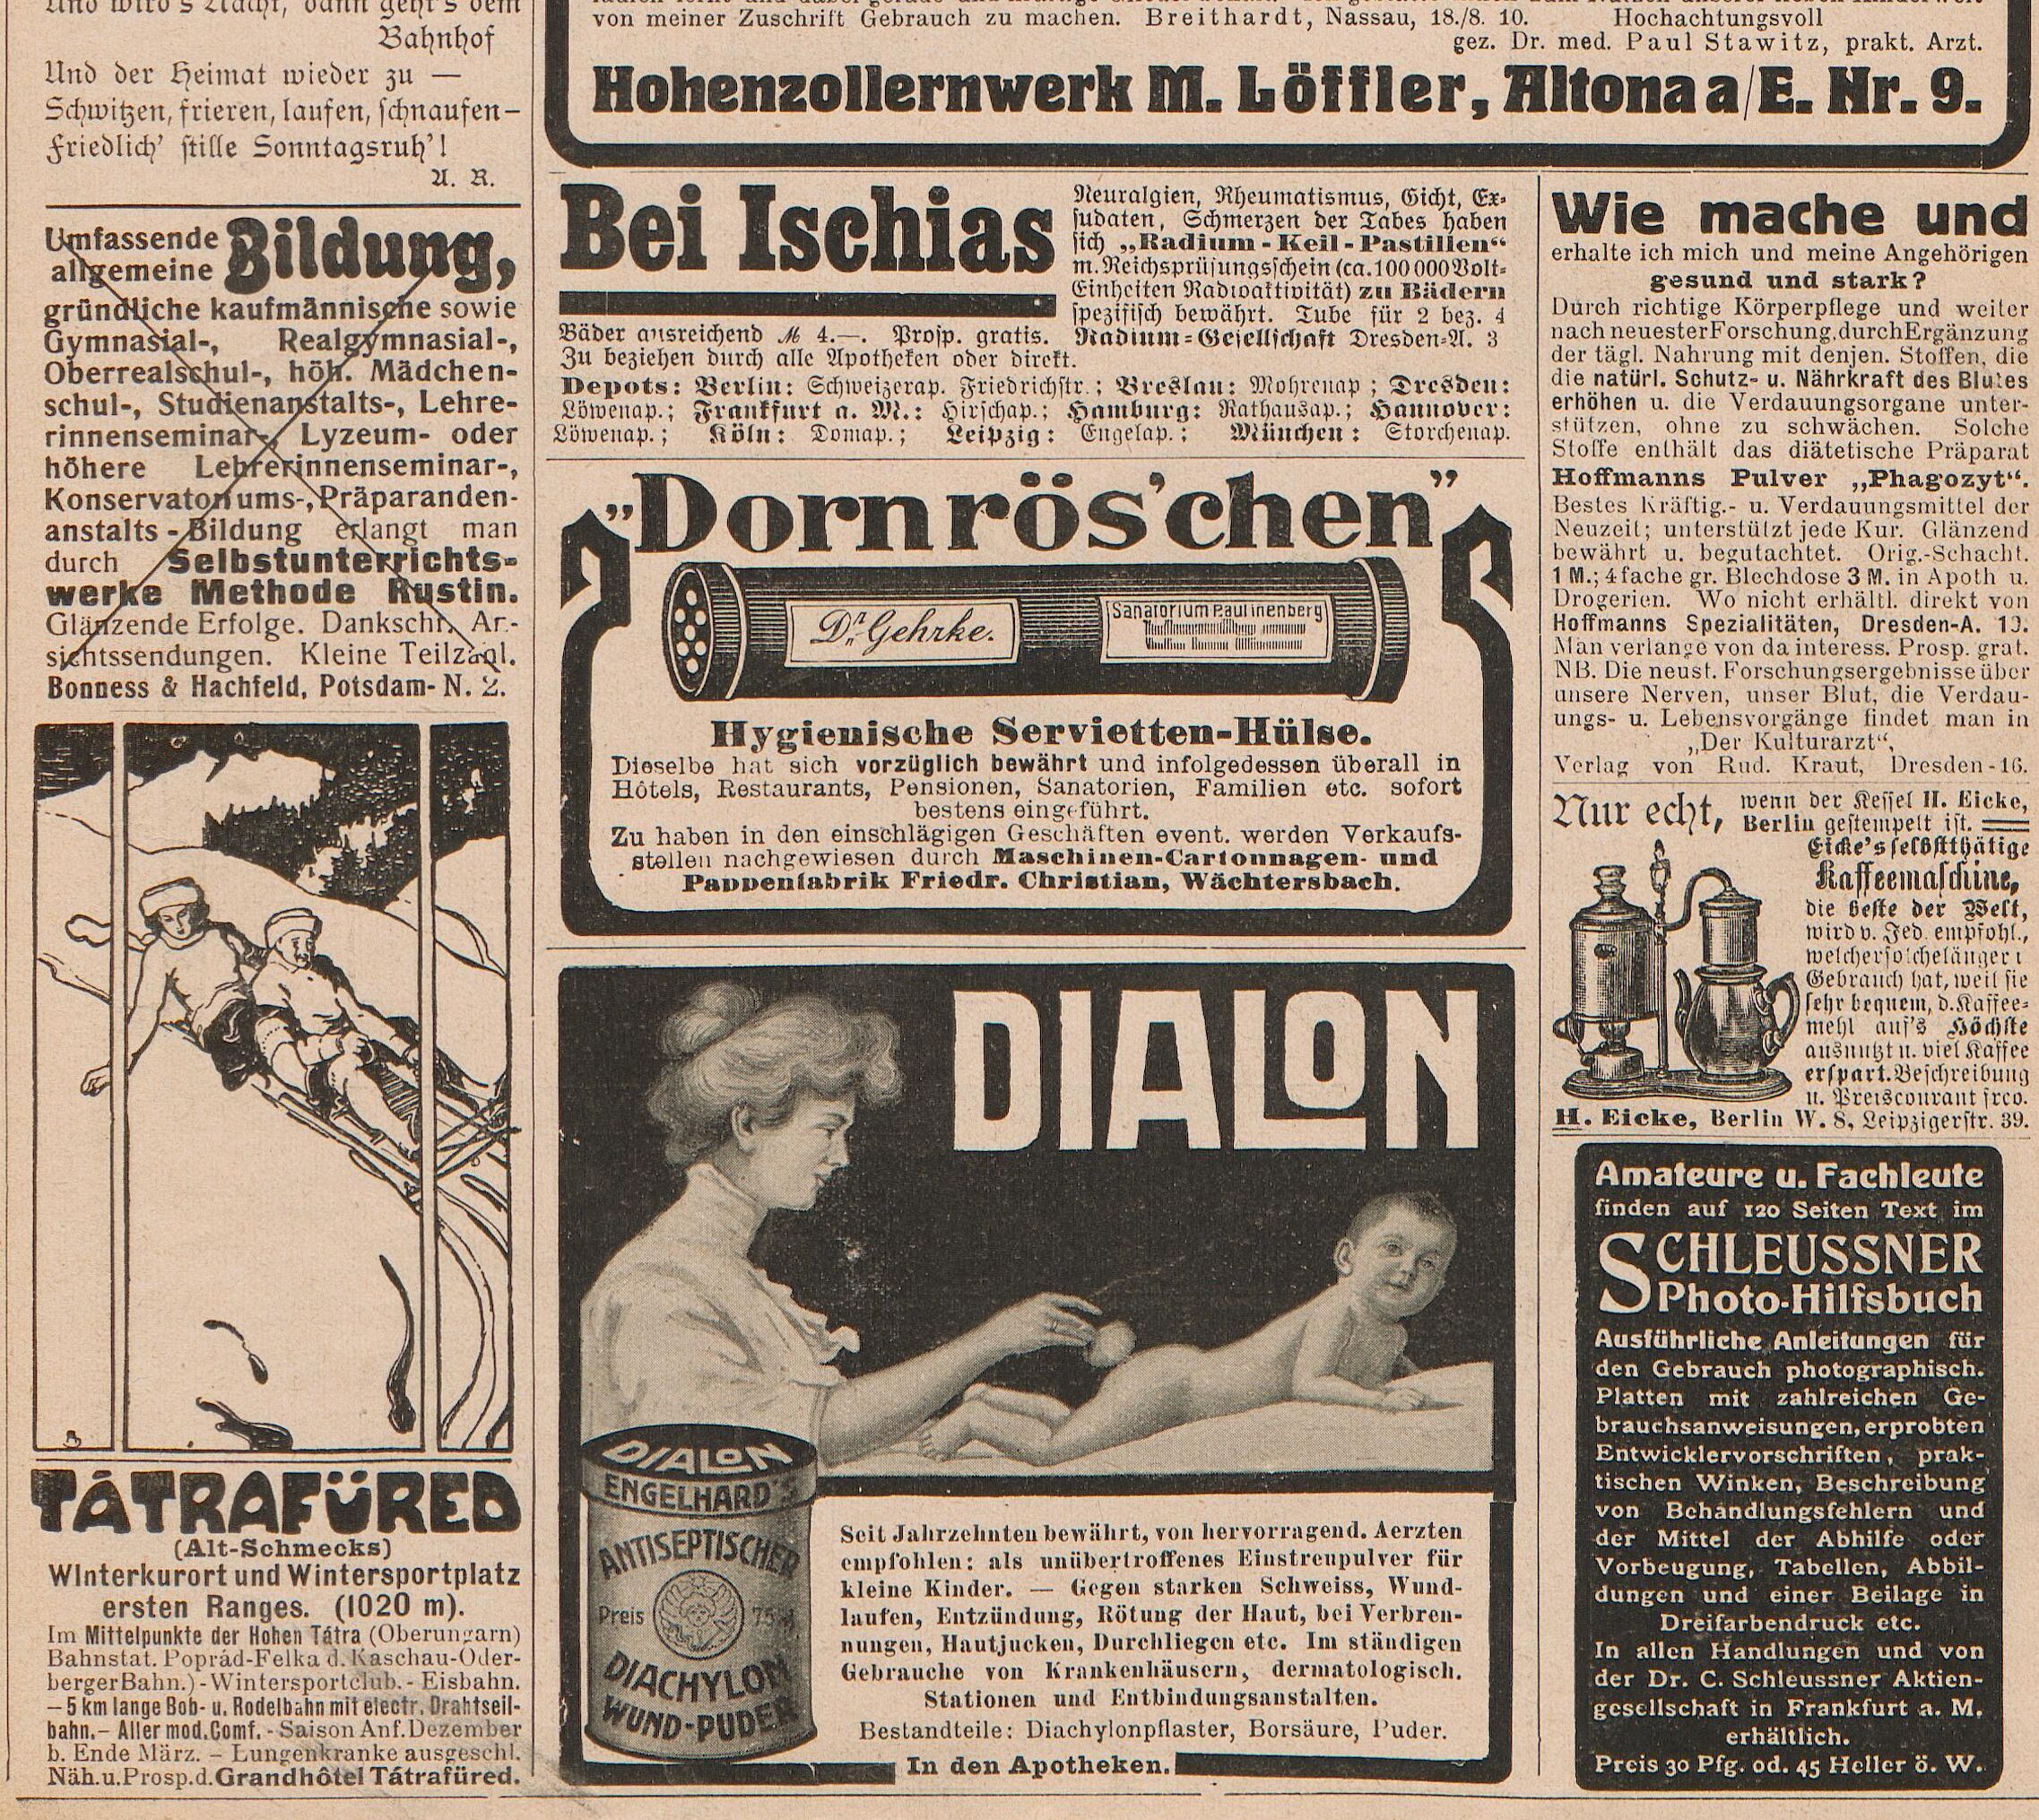 Und wird's Nacht, dann geht's dem
Bahnhof
Und der Heimat wieder zu —
Schwitzen, frieren, laufen, schnaufen —
Friedlich' stille Sonntagsruh'!
A. R.
Umfassende
allgemeine Bildung,
gründliche kaufmännische sowie
Gymnasial-, Realgymnasial-,
Oberrealschul-, höh. Mädchen-
schul-, Studienanstalts-, Lehre-
rinnenseminar-, Lyzeum- oder
höhere Lehrerinnenseminar-,
Konservatoriums-, Präparanden-
anstalts-Bildung erlangt man
durch Selbstunterrichts-
werke Methode Rustin.
Glänzende Erfolge. Dankschr. An-
sichtssendungen. Kleine Teilzahl.
Bonness & Hachfeld, Potsdam-N. 2.
TÁTRAFÜRED
(Alt-Schmecks)
Winterkurort und Wintersportplatz
ersten Ranges. (1020 m).
Im Mittelpunkte der Hohen Tátra (Oberungarn)
Bahnstat. Poprád-Felka d. Kaschau-Oder-
berger Bahn.) - Wintersportclub. - Eisbahn.
— 5 km lange Bob- u. Rodelbahn mit electr. Drahtseil-
bahn. – Aller mod. Comf. - Saison Anf. Dezember
b. Ende März. – Lungenkranke ausgeschl.
Näh. u. Prosp. d. Grandhôtel Tátrafüred.
von meiner Zuschrift Gebrauch zu machen. Breithardt, Nassau, 18./8. 10. Hochachtungsvoll
gez. Dr. med. Paul Stawitz, prakt. Arzt.
Hohenzollernwerk M. Löffler, Altona a/E. Nr. 9.
Bei Ischias
Neuralgien, Rheumatismus, Gicht, Ex-
sudaten, Schmerzen der Tabes haben
sich „Radium-Keil-Pastillen“
m. Reichsprüfungsschein (ca. 100 000 Volt-
Einheiten Radioaktivität) zu Bädern
spezifisch bewährt. Tube für 2 bez. 4
Bäder ausreichend M 4.—. Prosp. gratis. Radium-Gesellschaft Dresden-A. 3
Zu beziehen durch alle Apotheken oder direkt.
Depots: Berlin: Schweizerap. Friedrichstr.; Breslau: Mohrenap; Dresden:
Löwenap.; Frankfurt a. M.: Hirschap.; Hamburg: Rathausap.; Hannover:
Löwenap.; Köln: Domap.; Leipzig: Engelap.; München: Storchenap.
„Dornrös'chen”
Dr. Gehrke.
Sanatorium Paulinenberg
Hygienische Servietten-Hülse.
Dieselbe hat sich vorzüglich bewährt und infolgedessen überall in
Hôtels, Restaurants, Pensionen, Sanatorien, Familien etc. sofort
bestens eingeführt.
Zu haben in den einschlägigen Geschäften event. werden Verkaufs-
stellen nachgewiesen durch Maschinen-Cartonnagen- und
Pappenfabrik Friedr. Christian, Wächtersbach.
DIALON
DIALON
ENGELHARD'S
ANTISEPTISCHER
Preis 75
DIACHYLON
WUND-PUDER
Seit Jahrzehnten bewährt, von hervorragend. Aerzten
empfohlen: als unübertroffenes Einstreupulver für
kleine Kinder. — Gegen starken Schweiss, Wund-
laufen, Entzündung, Rötung der Haut, bei Verbren-
nungen, Hautjucken, Durchliegen etc. Im ständigen
Gebrauche von Krankenhäusern, dermatologisch.
Stationen und Entbindungsanstalten.
Bestandteile: Diachylonpflaster, Borsäure, Puder.
In den Apotheken.
Wie mache und
erhalte ich mich und meine Angehörigen
gesund und stark?
Durch richtige Körperpflege und weiter
nach neuester Forschung, durch Ergänzung
der tägl. Nahrung mit denjen. Stoffen, die
die natürl. Schutz- u. Nährkraft des Blutes
erhöhen u. die Verdauungsorgane unter-
stützen, ohne zu schwächen. Solche
Stoffe enthält das diätetische Präparat
Hoffmanns Pulver „Phagozyt“.
Bestes Kräftig.- u. Verdauungsmittel der
Neuzeit; unterstützt jede Kur. Glänzend
bewährt u. begutachtet. Orig.-Schacht.
1 M.; 4fache gr. Blechdose 3 M. in Apoth u.
Drogerien. Wo nicht erhältl. direkt von
Hoffmanns Spezialitäten, Dresden-A. 19.
Man verlange von da interess. Prosp. grat.
NB. Die neust. Forschungsergebnisse über
unsere Nerven, unser Blut, die Verdau-
ungs- u. Lebensvorgänge findet man in
„Der Kulturarzt“,
Verlag von Rud. Kraut, Dresden-16.
Nur echt, wenn der Kessel H. Eicke,
Berlin gestempelt ist.
Eicke's selbstthätige
Kaffeemaschine,
die beste der Welt,
wird v. Jed. empfohl.,
welcher solche länger i
Gebrauch hat, weil sie
sehr bequem, d. Kaffee-
mehl auf's Höchste
ausnutzt u. viel Kaffee
erspart. Beschreibung
u. Preiscourant frco.
H. Eicke, Berlin W. 8, Leipzigerstr. 39.
Amateure u. Fachleute
finden auf 120 Seiten Text im
SCHLEUSSNER
Photo-Hilfsbuch
Ausführliche Anleitungen für
den Gebrauch photographisch.
Platten mit zahlreichen Ge-
brauchsanweisungen, erprobten
Entwicklervorschriften, prak-
tischen Winken, Beschreibung
von Behandlungsfehlern und
der Mittel der Abhilfe oder
Vorbeugung, Tabellen, Abbil-
dungen und einer Beilage in
Dreifarbendruck etc.
In allen Handlungen und von
der Dr. C. Schleussner Aktien-
gesellschaft in Frankfurt a. M.
erhältlich.
Preis 30 Pfg. od. 45 Heller ö. W.